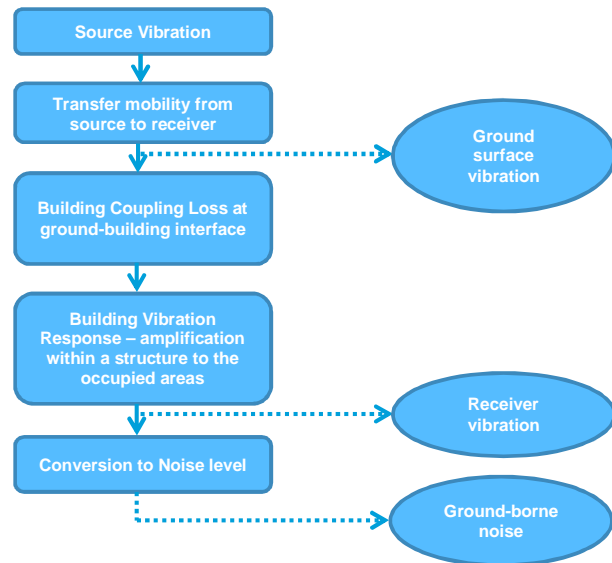 Source Vibration
Transfer mobility from
source to receiver
Ground
surface
vibration
Building Coupling Loss at
ground-building interface
Building Vibration
Response – amplification
within a structure to the
occupied areas
Receiver
vibration
Conversion to Noise level
Ground-borne
noise